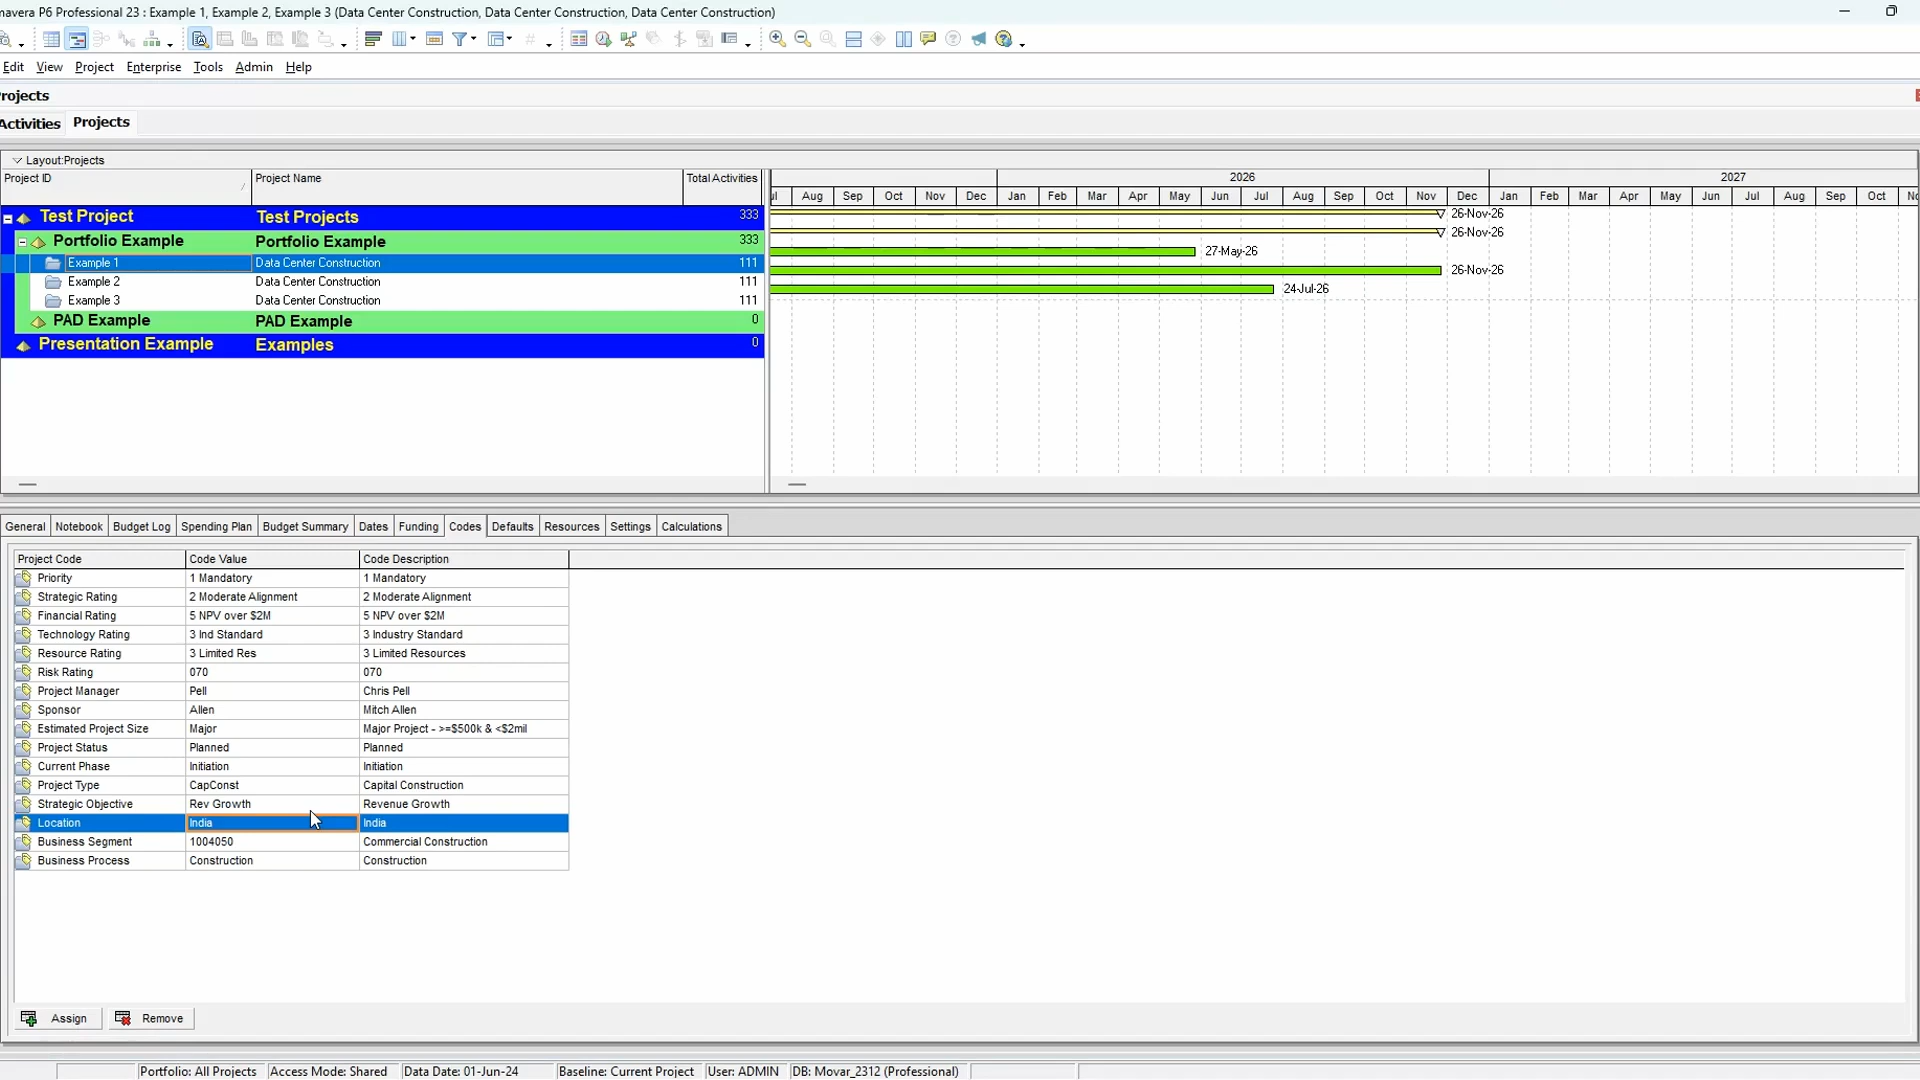 mavera P6 Professional 23 : Example 1, Example 2, Example 3 (Data Center Construction, Data Center Construction, Data Center Construction)
Edit View Project Enterprise Tools Admin Help
rojects
Activities Projects
Layout:Projects
Project ID Project Name Total Activities
2026 2027
ul Aug Sep Oct Nov Dec Jan Feb Mar Apr May Jun Jul Aug Sep Oct Nov Dec Jan Feb Mar Apr May Jun Jul Aug Sep Oct No
Test Project Test Projects 333 26-Nov-26
Portfolio Example Portfolio Example 333 26-Nov-26
Example 1 Data Center Construction 111 27-May-26
Example 2 Data Center Construction 111 26-Nov-26
Example 3 Data Center Construction 111 24-Jul-26
PAD Example PAD Example 0
Presentation Example Examples 0
General Notebook Budget Log Spending Plan Budget Summary Dates Funding Codes Defaults Resources Settings Calculations
Project Code Code Value Code Description
Priority 1 Mandatory 1 Mandatory
Strategic Rating 2 Moderate Alignment 2 Moderate Alignment
Financial Rating 5 NPV over $2M 5 NPV over $2M
Technology Rating 3 Ind Standard 3 Industry Standard
Resource Rating 3 Limited Res 3 Limited Resources
Risk Rating 070 070
Project Manager Pell Chris Pell
Sponsor Allen Mitch Allen
Estimated Project Size Major Major Project - >=$500k & <$2mil
Project Status Planned Planned
Current Phase Initiation Initiation
Project Type CapConst Capital Construction
Strategic Objective Rev Growth Revenue Growth
Location India India
Business Segment 1004050 Commercial Construction
Business Process Construction Construction
Assign Remove
Portfolio: All Projects Access Mode: Shared Data Date: 01-Jun-24 Baseline: Current Project User: ADMIN DB: Movar_2312 (Professional)